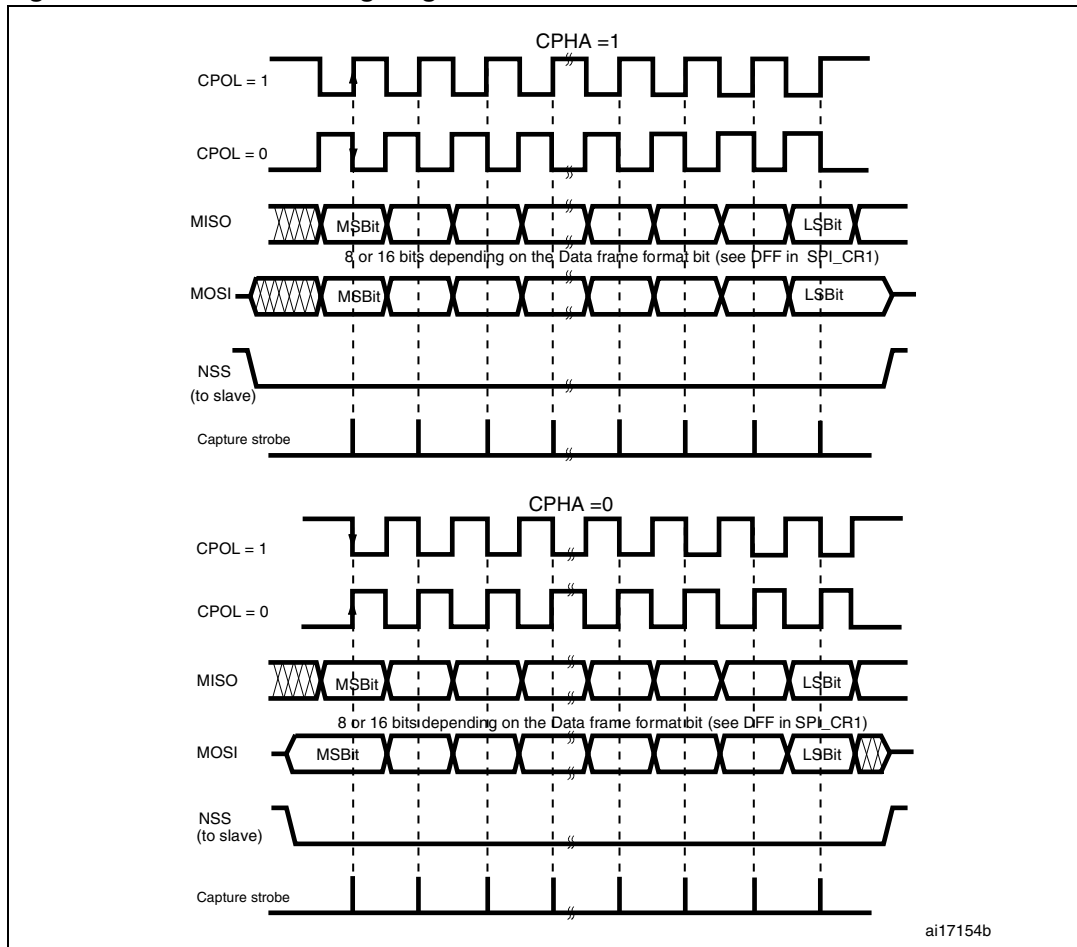 CPHA =1
CPOL = 1
CPOL = 0
MISO
MSBit
LSBit
8 or 16 bits depending on the Data frame format bit (see DFF in SPI_CR1)
MOSI
MSBit
LSBit
NSS
(to slave)
Capture strobe
CPHA =0
CPOL = 1
CPOL = 0
MISO
MSBit
LSBit
8 or 16 bits depending on the Data frame format bit (see DFF in SPI_CR1)
MOSI
MSBit
LSBit
NSS
(to slave)
Capture strobe
ai17154b